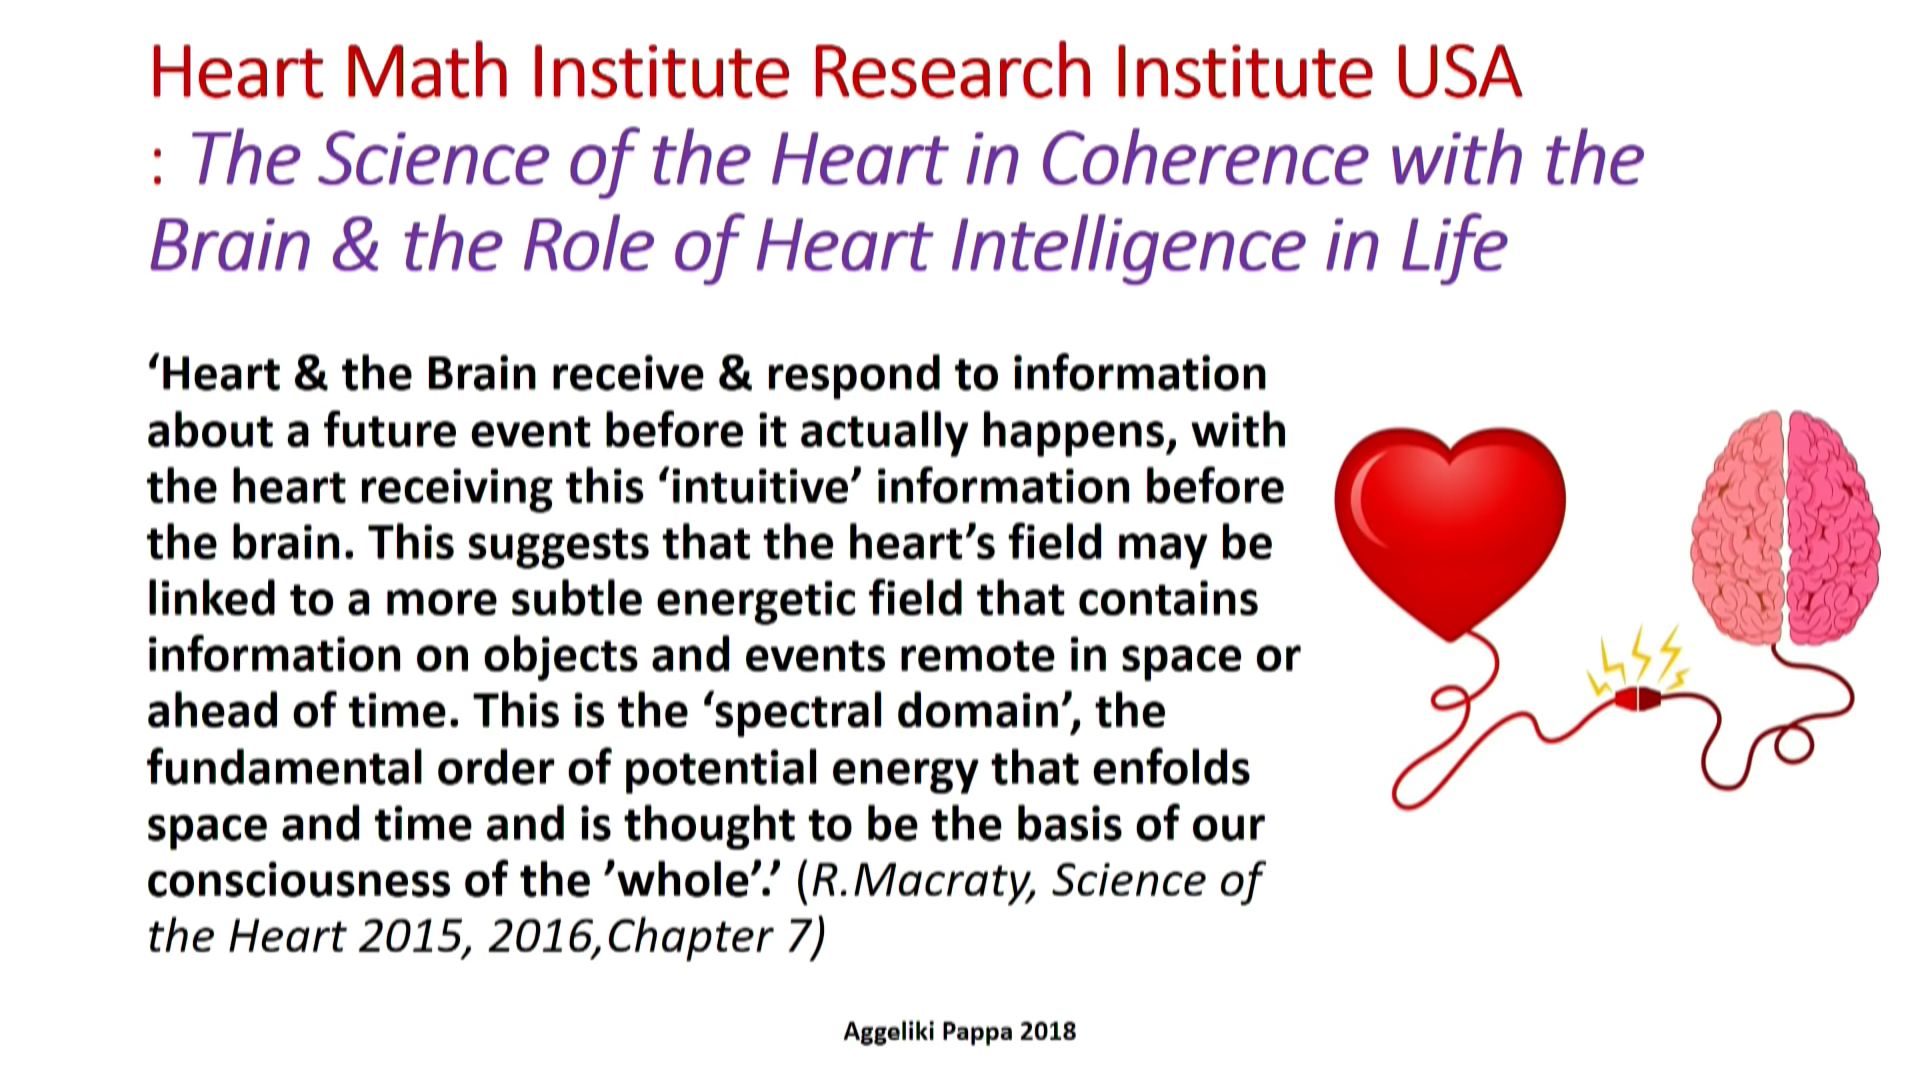 Heart Math Institute Research Institute USA
: The Science of the Heart in Coherence with the
Brain & the Role of Heart Intelligence in Life
‘Heart & the Brain receive & respond to information
about a future event before it actually happens, with
the heart receiving this ‘intuitive’ information before
the brain. This suggests that the heart’s field may be
linked to a more subtle energetic field that contains
information on objects and events remote in space or
ahead of time. This is the ‘spectral domain’, the
fundamental order of potential energy that enfolds
space and time and is thought to be the basis of our
consciousness of the ’whole’.’ (R.Macraty, Science of
the Heart 2015, 2016,Chapter 7)
Aggeliki Pappa 2018